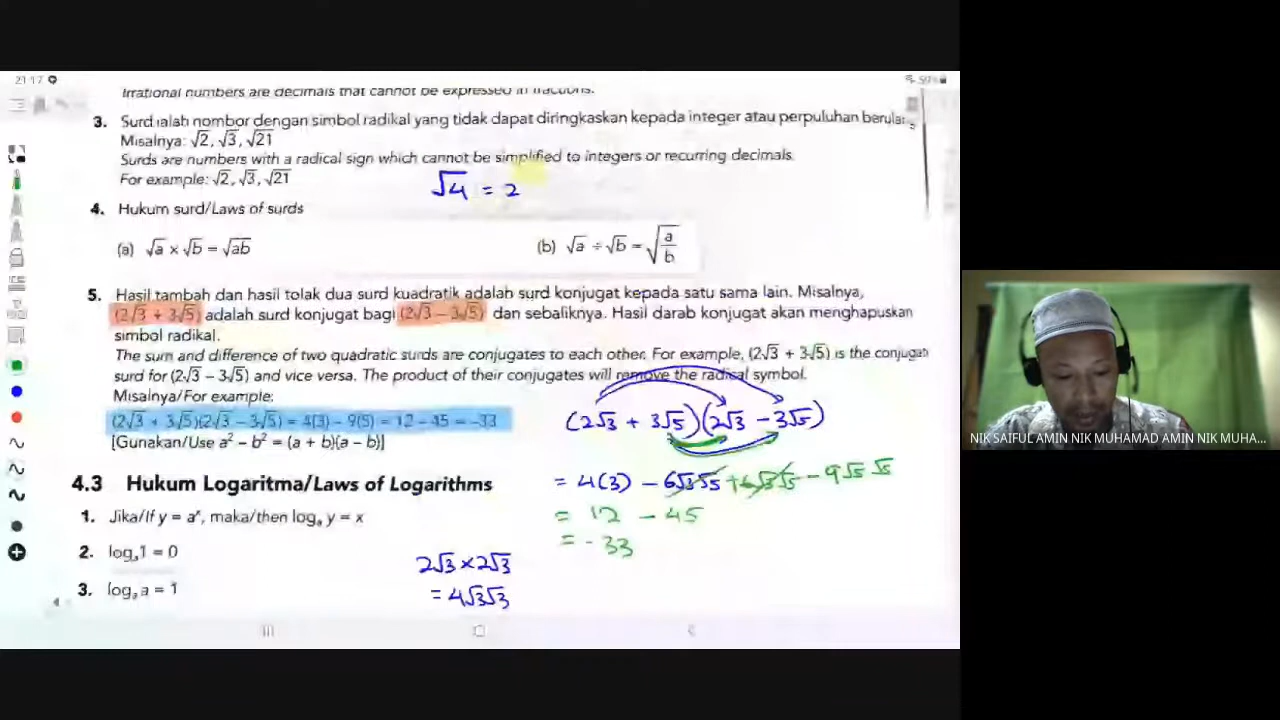 21:17
50%
Irrational numbers are decimals that cannot be expressed in fractions.
3. Surd ialah nombor dengan simbol radikal yang tidak dapat diringkaskan kepada integer atau perpuluhan berulang.
Misalnya: √2, √3, √21
Surds are numbers with a radical sign which cannot be simplified to integers or recurring decimals.
For example: √2, √3, √21
√4 = 2
4. Hukum surd/Laws of surds
(a) √a × √b = √ab
(b) √a ÷ √b = √(a/b)
5. Hasil tambah dan hasil tolak dua surd kuadratik adalah surd konjugat kepada satu sama lain. Misalnya,
(2√3 + 3√5) adalah surd konjugat bagi (2√3 – 3√5) dan sebaliknya. Hasil darab konjugat akan menghapuskan
simbol radikal.
The sum and difference of two quadratic surds are conjugates to each other. For example, (2√3 + 3√5) is the conjugate
surd for (2√3 – 3√5) and vice versa. The product of their conjugates will remove the radical symbol.
Misalnya/For example:
(2√3 + 3√5)(2√3 – 3√5) = 4(3) – 9(5) = 12 – 45 = –33
[Gunakan/Use a² – b² = (a + b)(a – b)]
(2√3 + 3√5)(2√3 – 3√5)
= 4(3) – 6√3√5 + 6√3√5 – 9√5√5
= 12 – 45
= -33
4.3 Hukum Logaritma/Laws of Logarithms
1. Jika/If y = aˣ, maka/then logₐ y = x
2. logₐ 1 = 0
3. logₐ a = 1
2√3 × 2√3
= 4√3√3
NIK SAIFUL AMIN NIK MUHAMAD AMIN NIK MUHA...